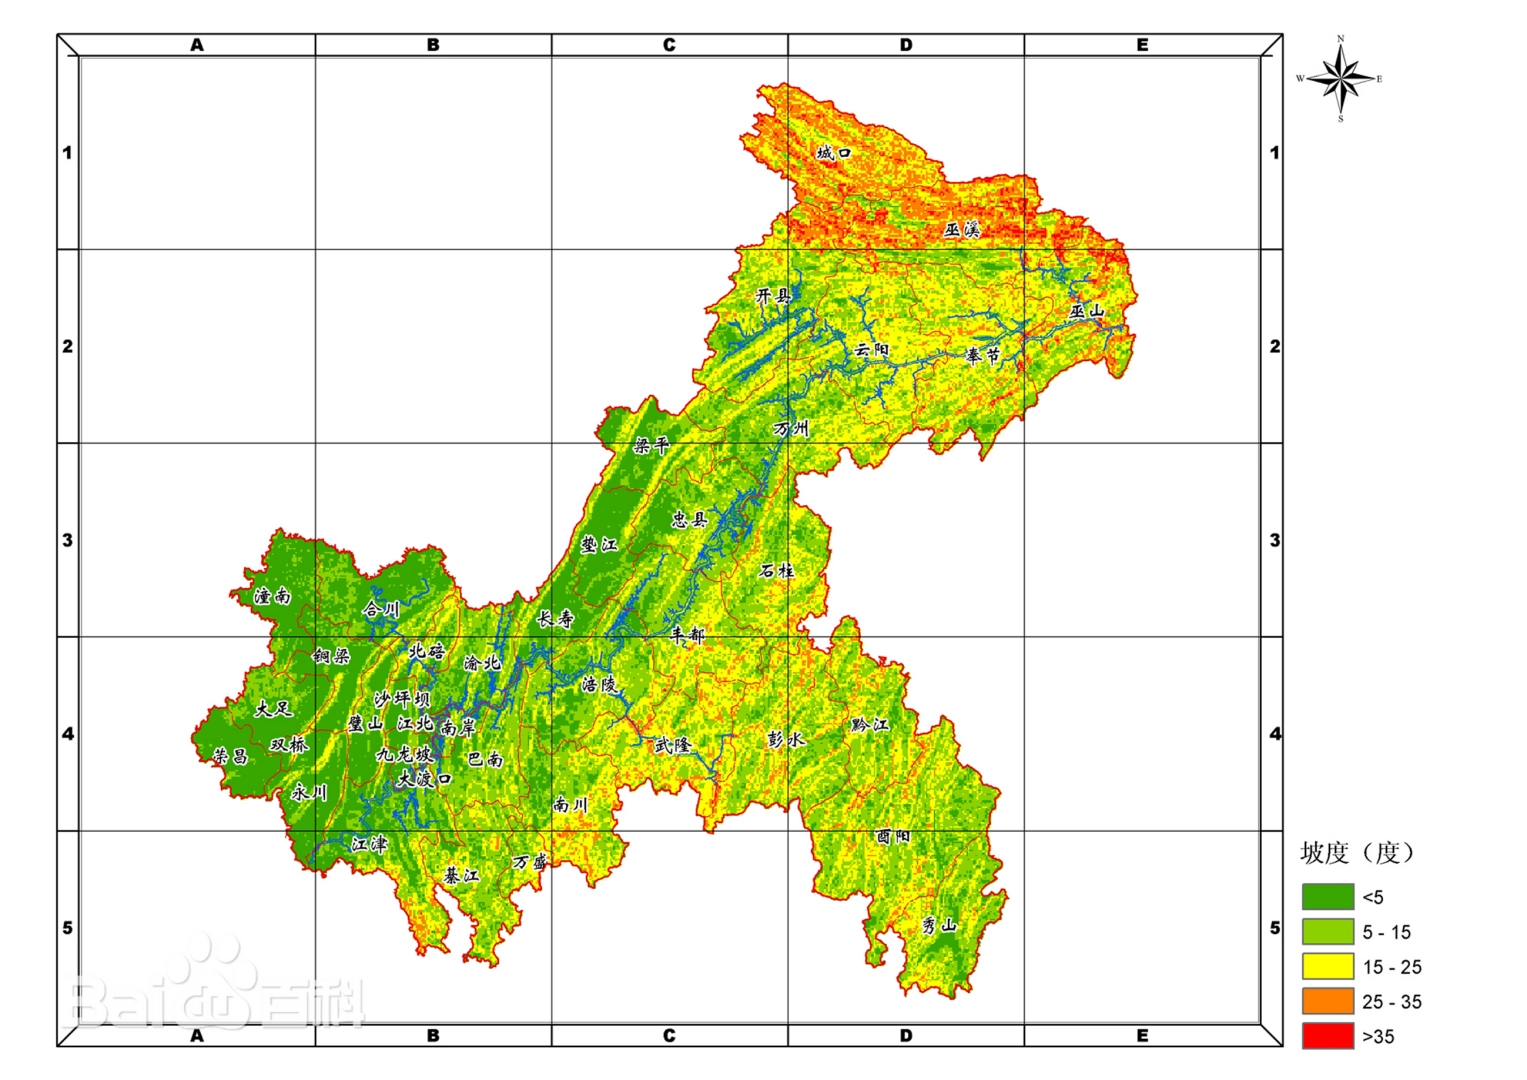 A B C D E
N
W E
S
1 1
城口
巫溪
开县
巫山
2 2
云阳
奉节
万州
梁平
忠县
3 3
垫江
石柱
潼南
合川
长寿
丰都
铜梁
北碚
渝北
涪陵
沙坪坝
大足
璧山
江北
南岸
黔江
4 4
双桥
武隆
彭水
荣昌
九龙坡
巴南
大渡口
永川
南川
酉阳
江津
万盛
綦江
秀山
5 5
坡度（度）
<5
5 - 15
15 - 25
25 - 35
>35
Bai 百科
A B C D E